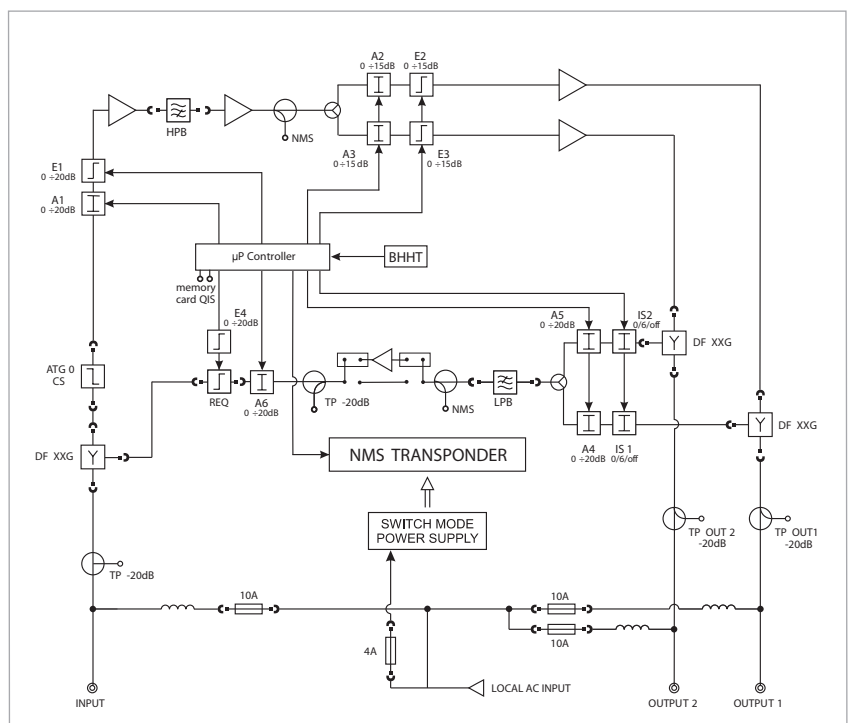 A2
0 ÷15dB
E2
0 ÷15dB
HPB
NMS
A3
0 ÷15 dB
E3
0 ÷15dB
E1
0 ÷20dB
A1
0 ÷20dB
µP Controller
BHHT
memory
card QIS
E4
0 ÷20dB
A5
0 ÷20dB
IS2
0/6/off
DF XXG
ATG 0
CS
REQ
A6
0 ÷20dB
TP -20dB
NMS
LPB
DF XXG
A4
0 ÷20dB
IS 1
0/6/off
Y
Y
DF XXG
Y
NMS TRANSPONDER
SWITCH MODE
POWER SUPPLY
TP OUT 2
-20dB
TP OUT1
-20dB
TP -20dB
10A
10A
10A
4A
LOCAL AC INPUT
INPUT
OUTPUT 2
OUTPUT 1